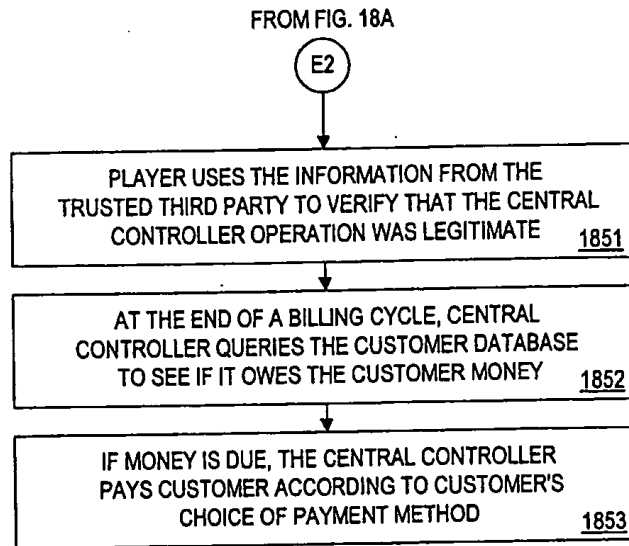 FROM FIG. 18A
E2
PLAYER USES THE INFORMATION FROM THE
TRUSTED THIRD PARTY TO VERIFY THAT THE CENTRAL
CONTROLLER OPERATION WAS LEGITIMATE 1851
AT THE END OF A BILLING CYCLE, CENTRAL
CONTROLLER QUERIES THE CUSTOMER DATABASE
TO SEE IF IT OWES THE CUSTOMER MONEY 1852
IF MONEY IS DUE, THE CENTRAL CONTROLLER
PAYS CUSTOMER ACCORDING TO CUSTOMER'S
CHOICE OF PAYMENT METHOD 1853